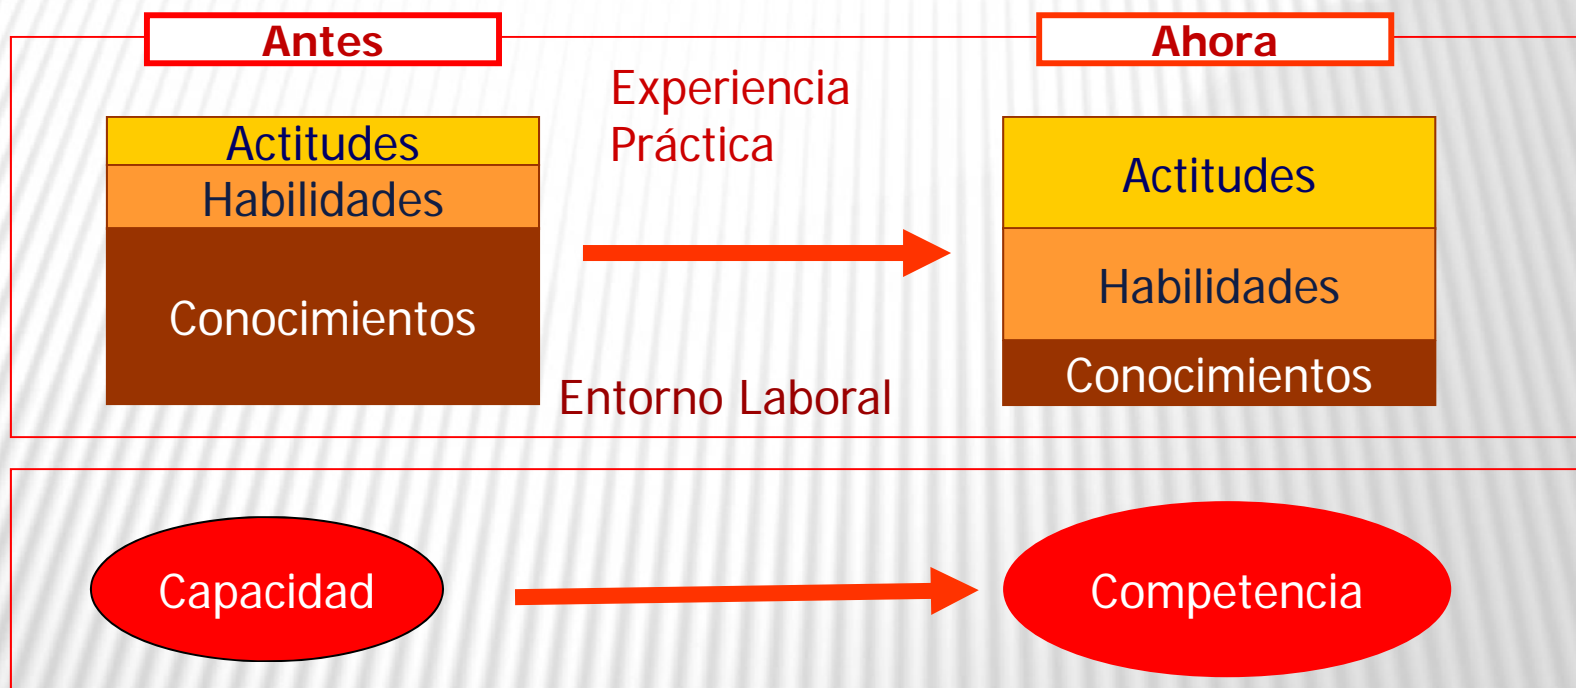 Antes
Ahora
Experiencia
Práctica
Actitudes
Habilidades
Conocimientos
Actitudes
Habilidades
Conocimientos
Entorno Laboral
Capacidad
Competencia